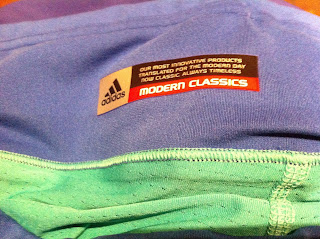 adidas
OUR MOST INNOVATIVE PRODUCTS
TRANSLATED FOR THE MODERN DAY
NOW CLASSIC. ALWAYS TIMELESS
MODERN CLASSICS